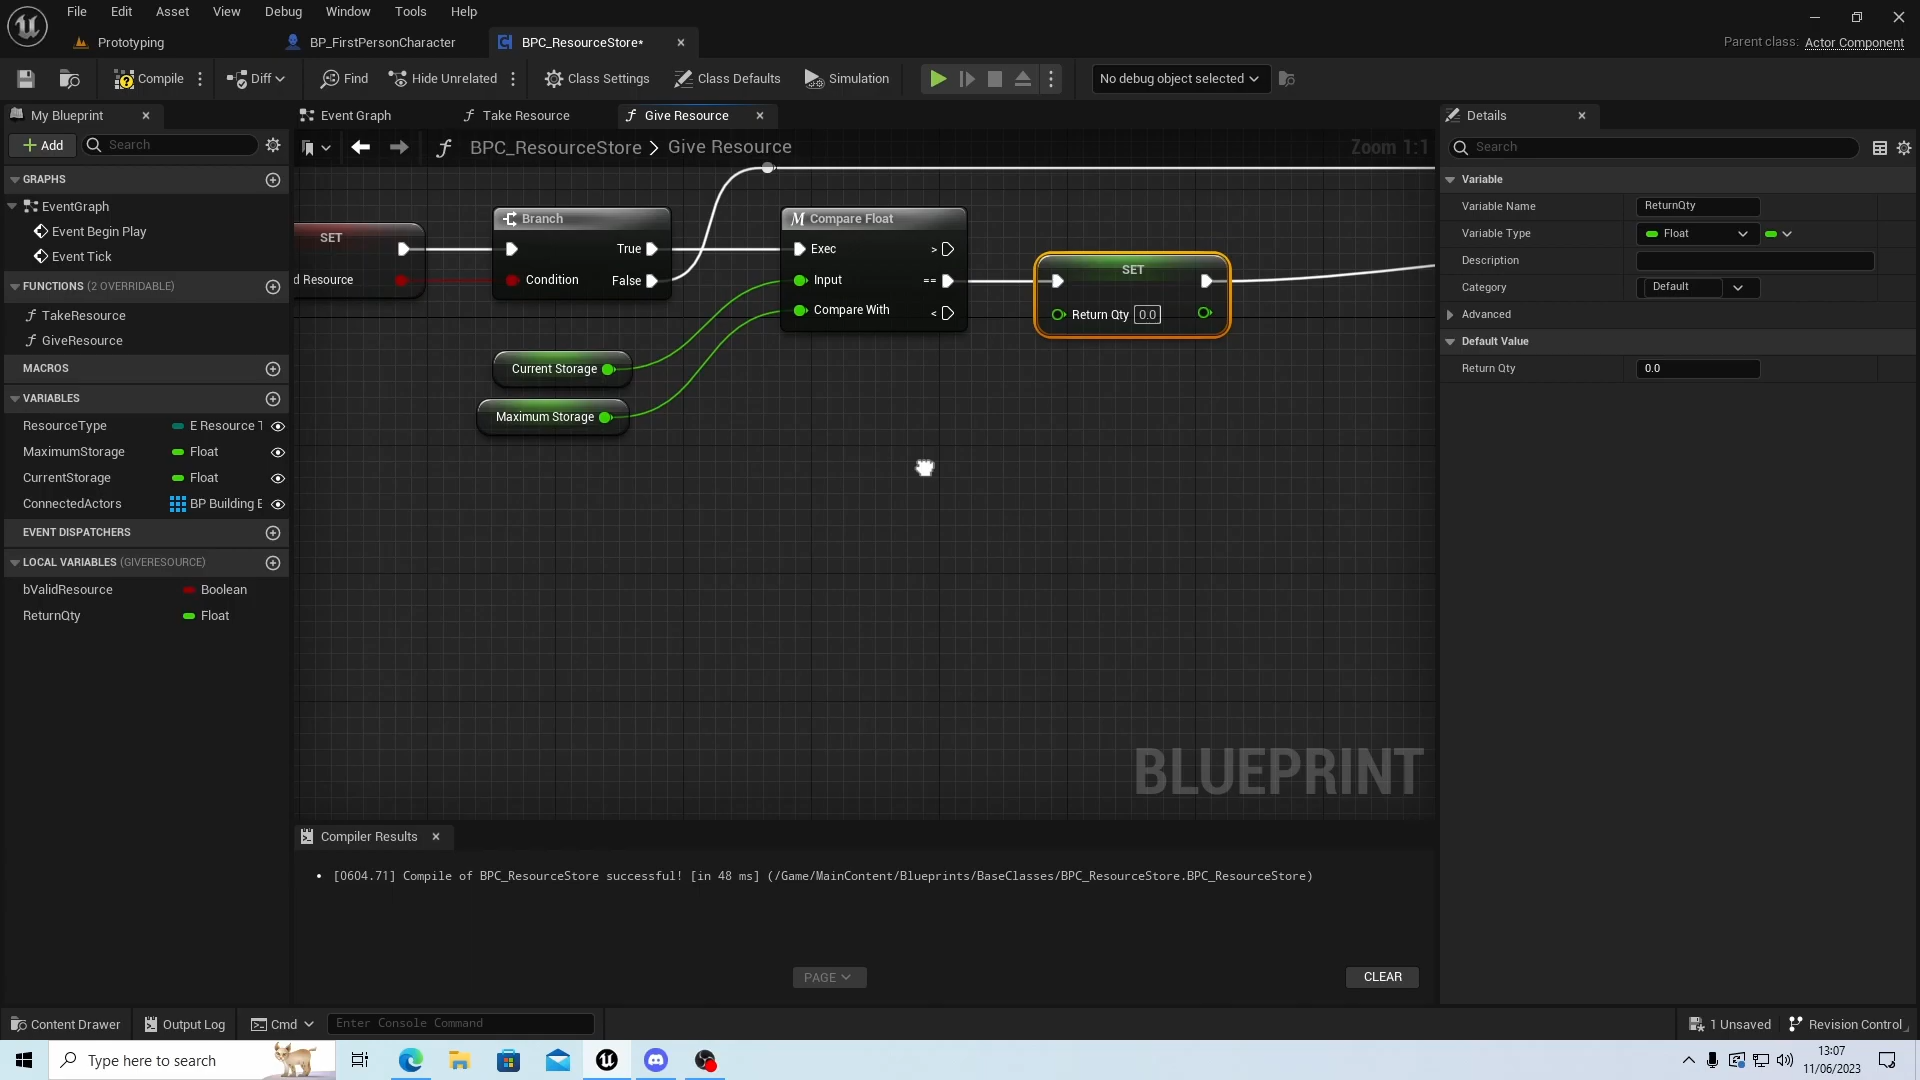 File Edit Asset View Debug Window Tools Help
Prototyping BP_FirstPersonCharacter BPC_ResourceStore* Parent class: Actor Component
Compile Diff Find Hide Unrelated Class Settings Class Defaults Simulation No debug object selected
My Blueprint Event Graph Take Resource Give Resource Details
Add Search BPC_ResourceStore > Give Resource Zoom 1:1 Search
GRAPHS
EventGraph
Event Begin Play
Event Tick
FUNCTIONS (2 OVERRIDABLE)
TakeResource
GiveResource
MACROS
VARIABLES
ResourceType E Resource T
MaximumStorage Float
CurrentStorage Float
ConnectedActors BP Building E
EVENT DISPATCHERS
LOCAL VARIABLES (GIVERESOURCE)
bValidResource Boolean
ReturnQty Float
SET
d Resource
Branch
True
Condition False
Compare Float
Exec >
Input ==
Compare With <
SET
Return Qty 0.0
Current Storage
Maximum Storage
BLUEPRINT
Variable
Variable Name ReturnQty
Variable Type Float
Description
Category Default
Advanced
Default Value
Return Qty 0.0
Compiler Results
• [0604.71] Compile of BPC_ResourceStore successful! [in 48 ms] (/Game/MainContent/Blueprints/BaseClasses/BPC_ResourceStore.BPC_ResourceStore)
PAGE CLEAR
Content Drawer Output Log Cmd Enter Console Command 1 Unsaved Revision Control
Type here to search 13:07
11/06/2023